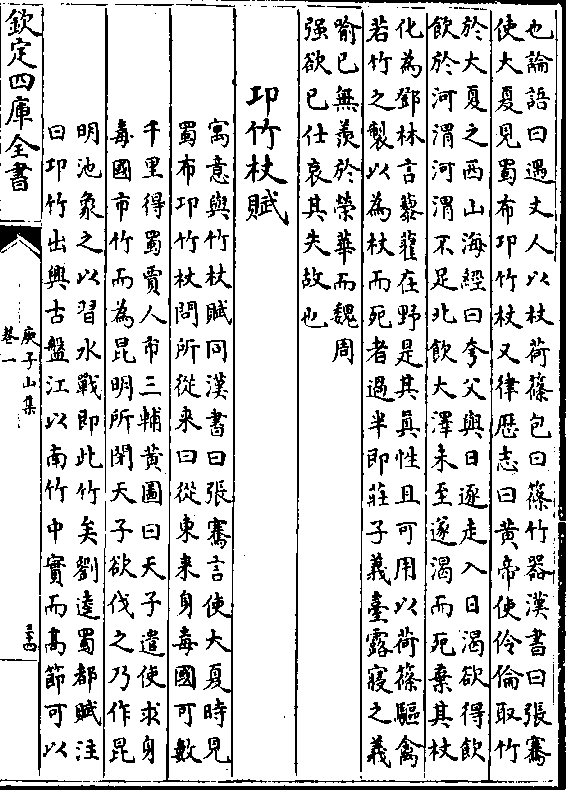 也論語曰遇丈人以杖荷篠包曰篠竹器漢書曰張騫
使大夏見蜀布邛竹杖又律歴志曰黄帝使伶倫取竹
於大夏之西山海經曰夸父與日逐走入日渴欲得飲
飲於河渭河渭不足北飲大澤未至遂渴而死棄其杖
化為鄧林言藜藋在野是其真性且可用以荷篠驅禽
若竹之製以為杖而死者過半即莊子義臺露寢之義
喻已無羨於榮華而魏周
强欲已仕哀其失故也
邛竹杖賦
寓意與竹杖賦同漢書曰張騫言使大夏時見
蜀布邛竹杖問所從來曰從東来身毒國可數
千里得蜀賈人市三輔黄圖曰天子遣使求身
毒國市竹而為昆明所閉天子欲伐之乃作昆
明池象之以習水戰即此竹矣劉逵蜀都賦注
曰邛竹出興古盤江以南竹中實而髙節可以
欽定四庫全書
庾子山集
卷一
三十四